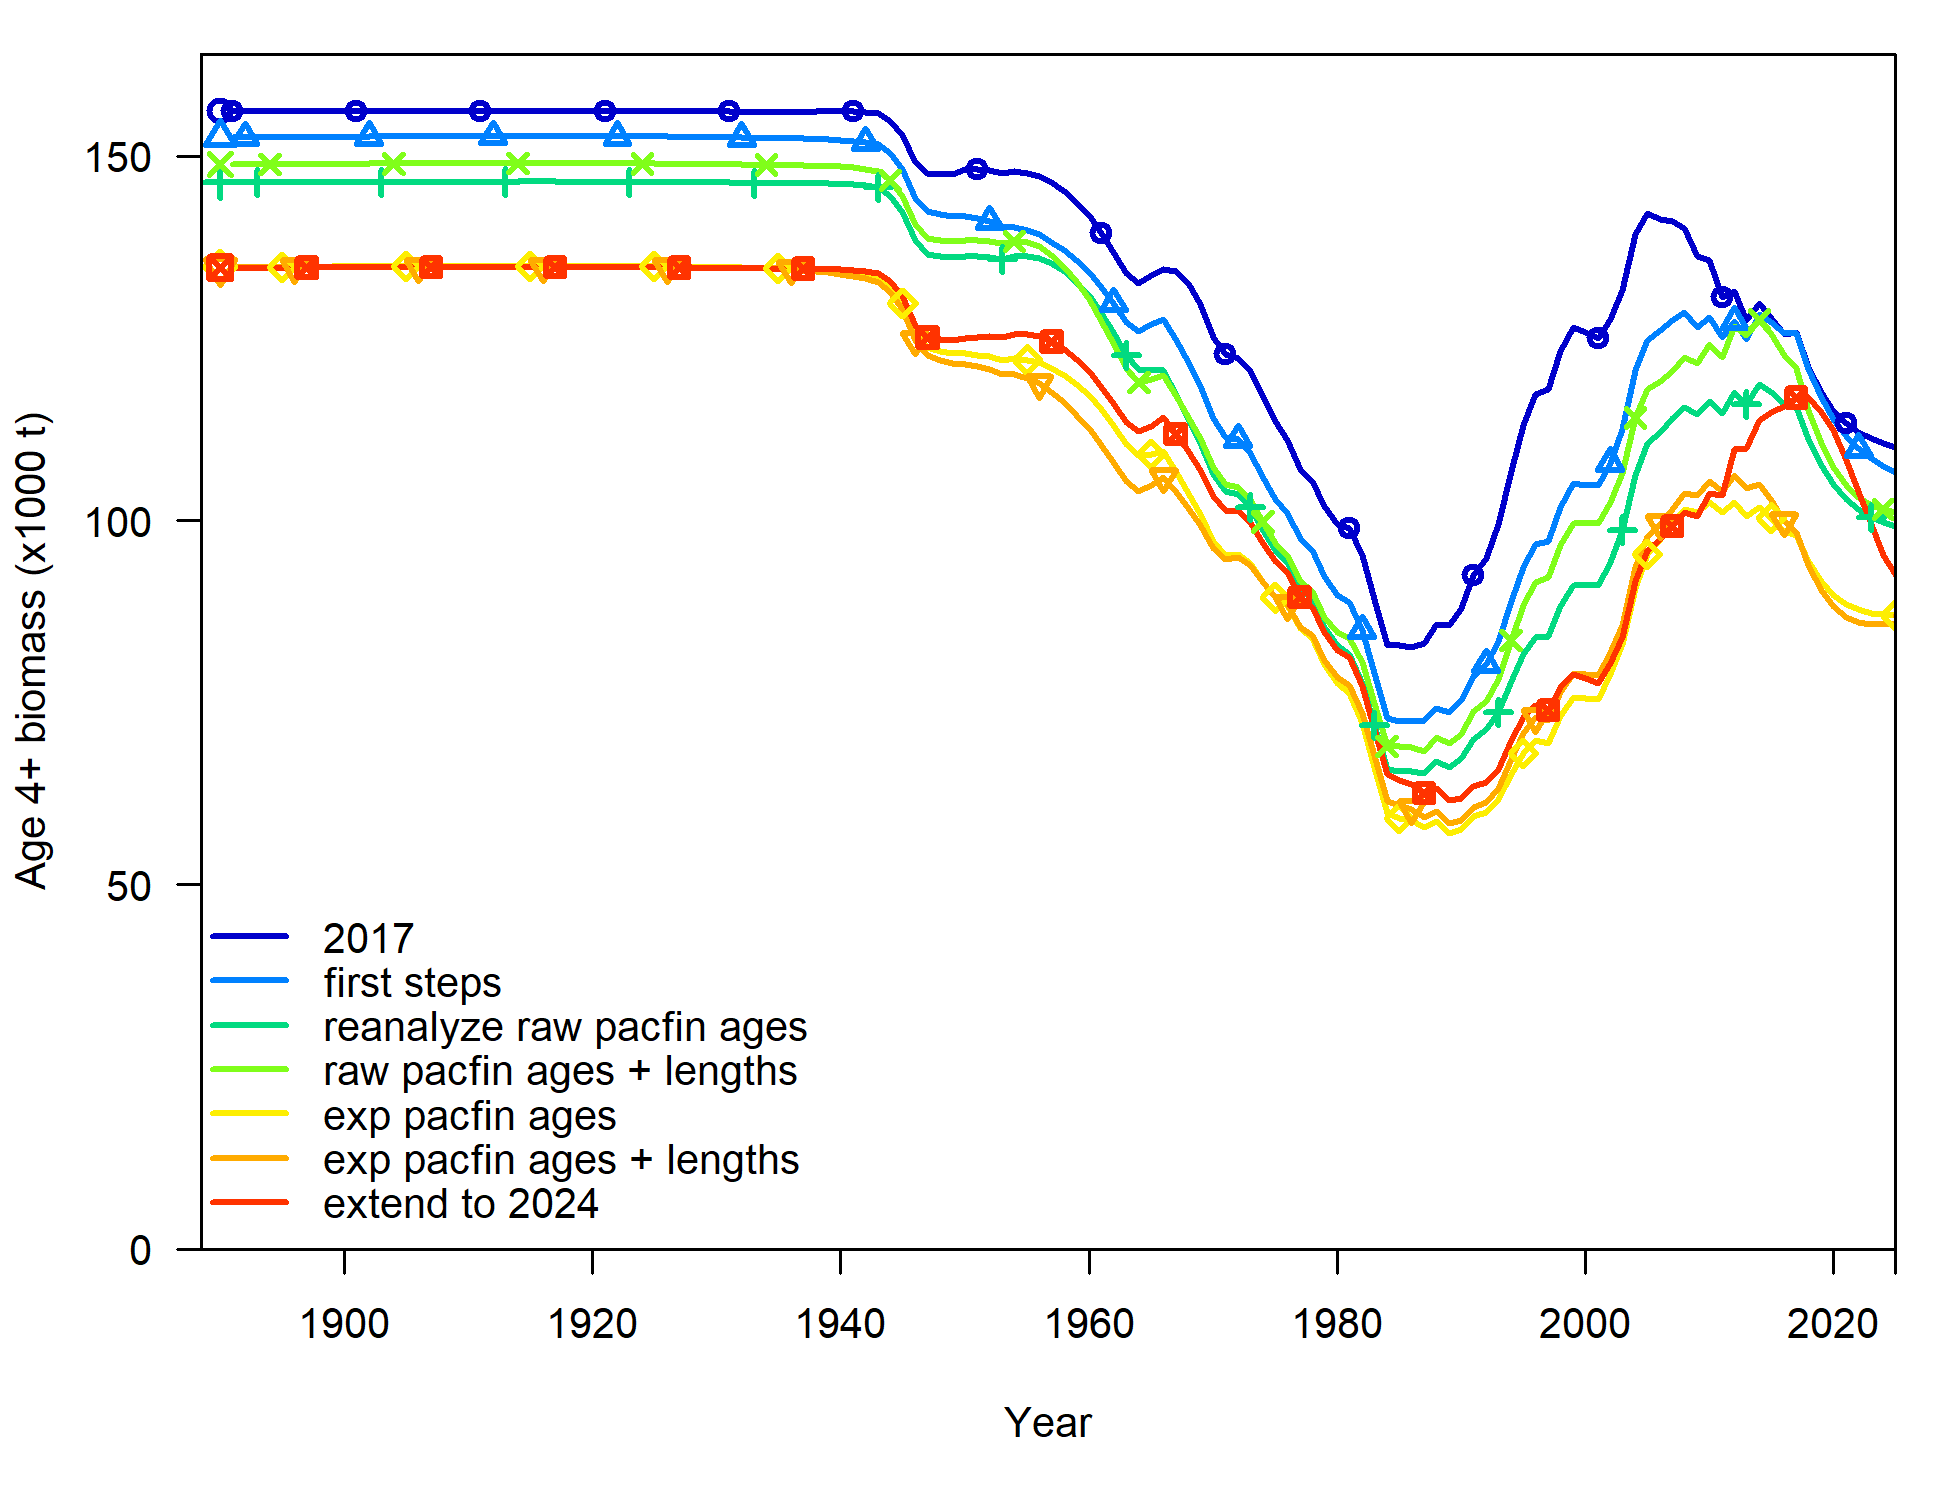 Age 4+ biomass (x1000 t)
150
100
50
0
2017
first steps
reanalyze raw pacfin ages
raw pacfin ages + lengths
exp pacfin ages
exp pacfin ages + lengths
extend to 2024
1900 1920 1940 1960 1980 2000 2020
Year